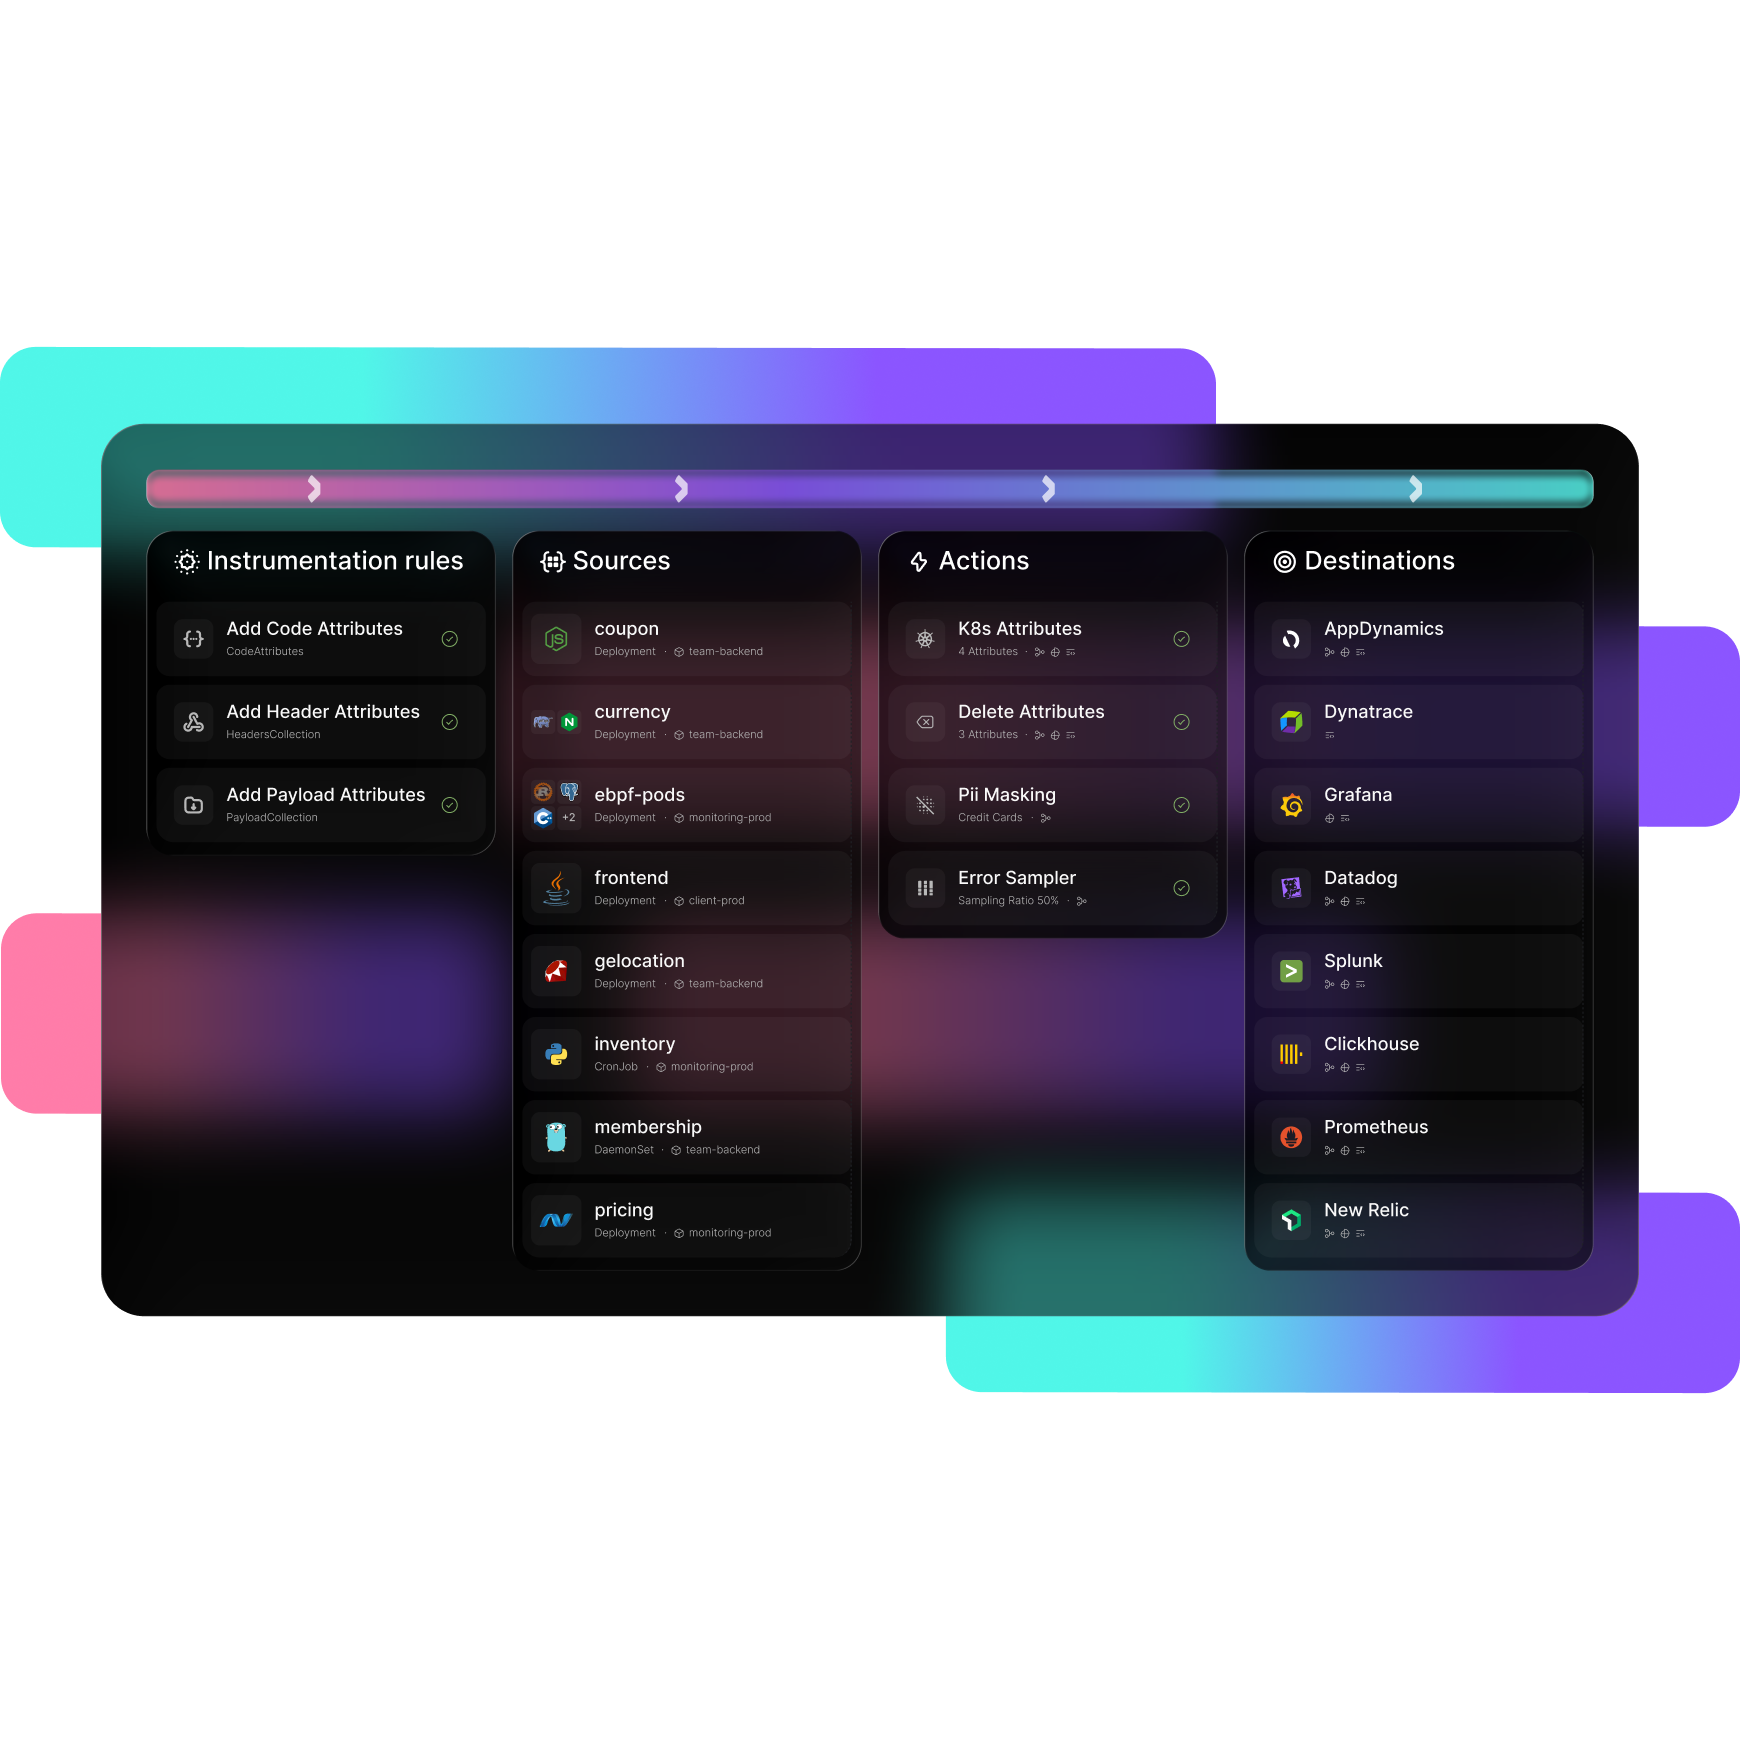 Instrumentation rules
Add Code Attributes
CodeAttributes
Add Header Attributes
HeadersCollection
Add Payload Attributes
PayloadCollection
Sources
JS
coupon
Deployment · team-backend
N
currency
Deployment · team-backend
R
C
+2
ebpf-pods
Deployment · monitoring-prod
frontend
Deployment · client-prod
gelocation
Deployment · team-backend
inventory
CronJob · monitoring-prod
membership
DaemonSet · team-backend
pricing
Deployment · monitoring-prod
Actions
K8s Attributes
4 Attributes ·
Delete Attributes
3 Attributes ·
Pii Masking
Credit Cards ·
Error Sampler
Sampling Ratio 50% ·
Destinations
AppDynamics
Dynatrace
Grafana
Datadog
Splunk
Clickhouse
Prometheus
New Relic